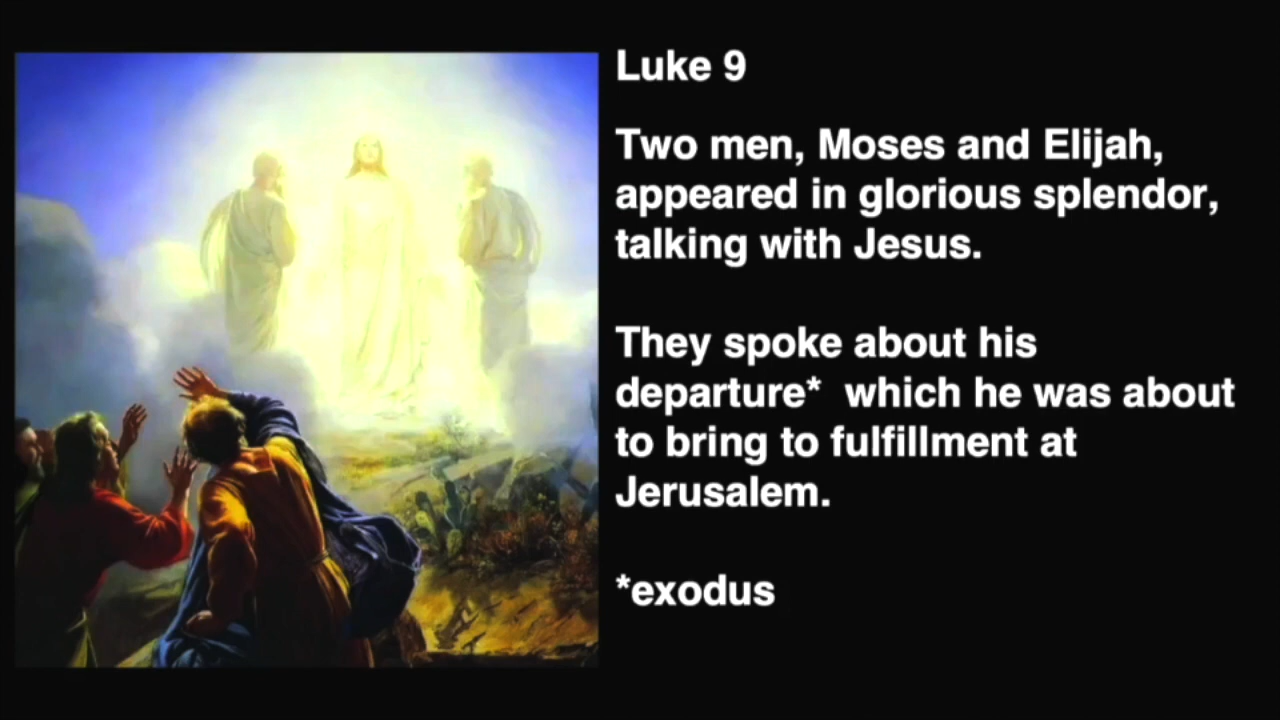 Luke 9
Two men, Moses and Elijah,
appeared in glorious splendor,
talking with Jesus.
They spoke about his
departure*  which he was about
to bring to fulfillment at
Jerusalem.
*exodus